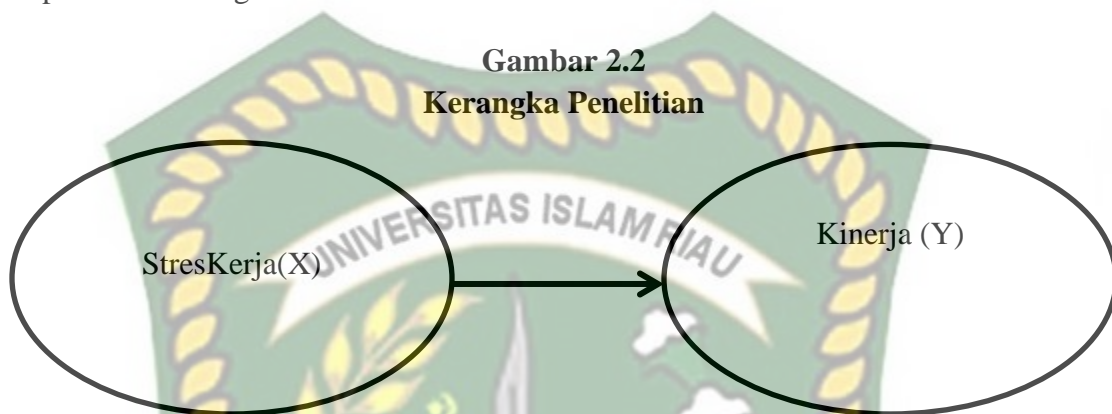 Gambar 2.2
Kerangka Penelitian
UNIVERSITAS ISLAM RIAU
StresKerja(X)
Kinerja (Y)